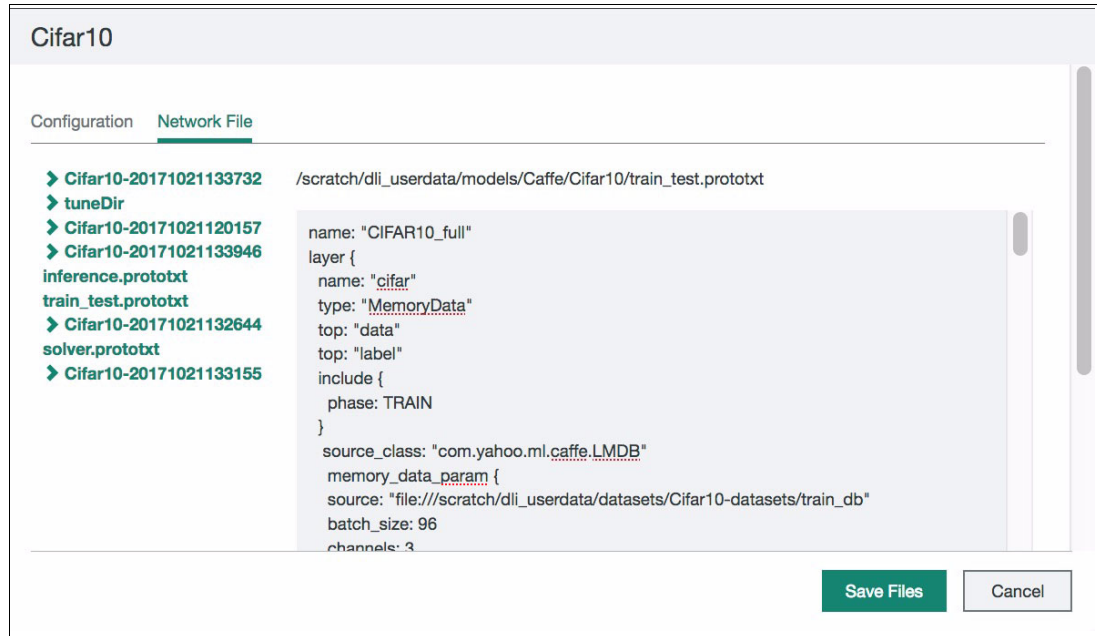 Cifar10
Configuration Network File
Cifar10-20171021133732
tuneDir
Cifar10-20171021120157
Cifar10-20171021133946
inference.prototxt
train_test.prototxt
Cifar10-20171021132644
solver.prototxt
Cifar10-20171021133155
/scratch/dli_userdata/models/Caffe/Cifar10/train_test.prototxt
name: "CIFAR10_full"
layer {
name: "cifar"
type: "MemoryData"
top: "data"
top: "label"
include {
phase: TRAIN
}
source_class: "com.yahoo.ml.caffe.LMDB"
memory_data_param {
source: "file:///scratch/dli_userdata/datasets/Cifar10-datasets/train_db"
batch_size: 96
channels: 3
Save Files Cancel